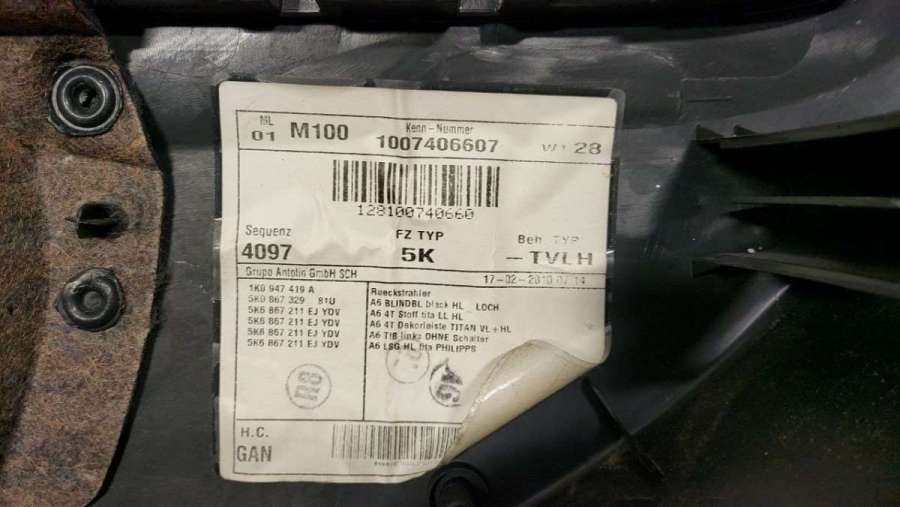 ML
01 M100
Kenn-Nummer
1007406607
WT 28
128100740660
Sequenz
4097
FZ TYP
5K
Beh TYP
TVLH
Grupo Antolin GmbH SCH
17-02-2010 07 14
1K0 947 419 A
5K0 867 329 81U
5K6 867 211 EJ YDV
5K6 867 211 EJ YDV
5K6 867 211 EJ YDV
5K6 867 211 EJ YDV
Rueckstrahler
A6 BLINDBL black HL LOCH
A6 4T Stoff tita LL HL
A6 4T Dekorleiste TITAN VL+HL
A6 TIB links OHNE Schalter
A6 LSG HL tita PHILIPPS
H.C.
GAN